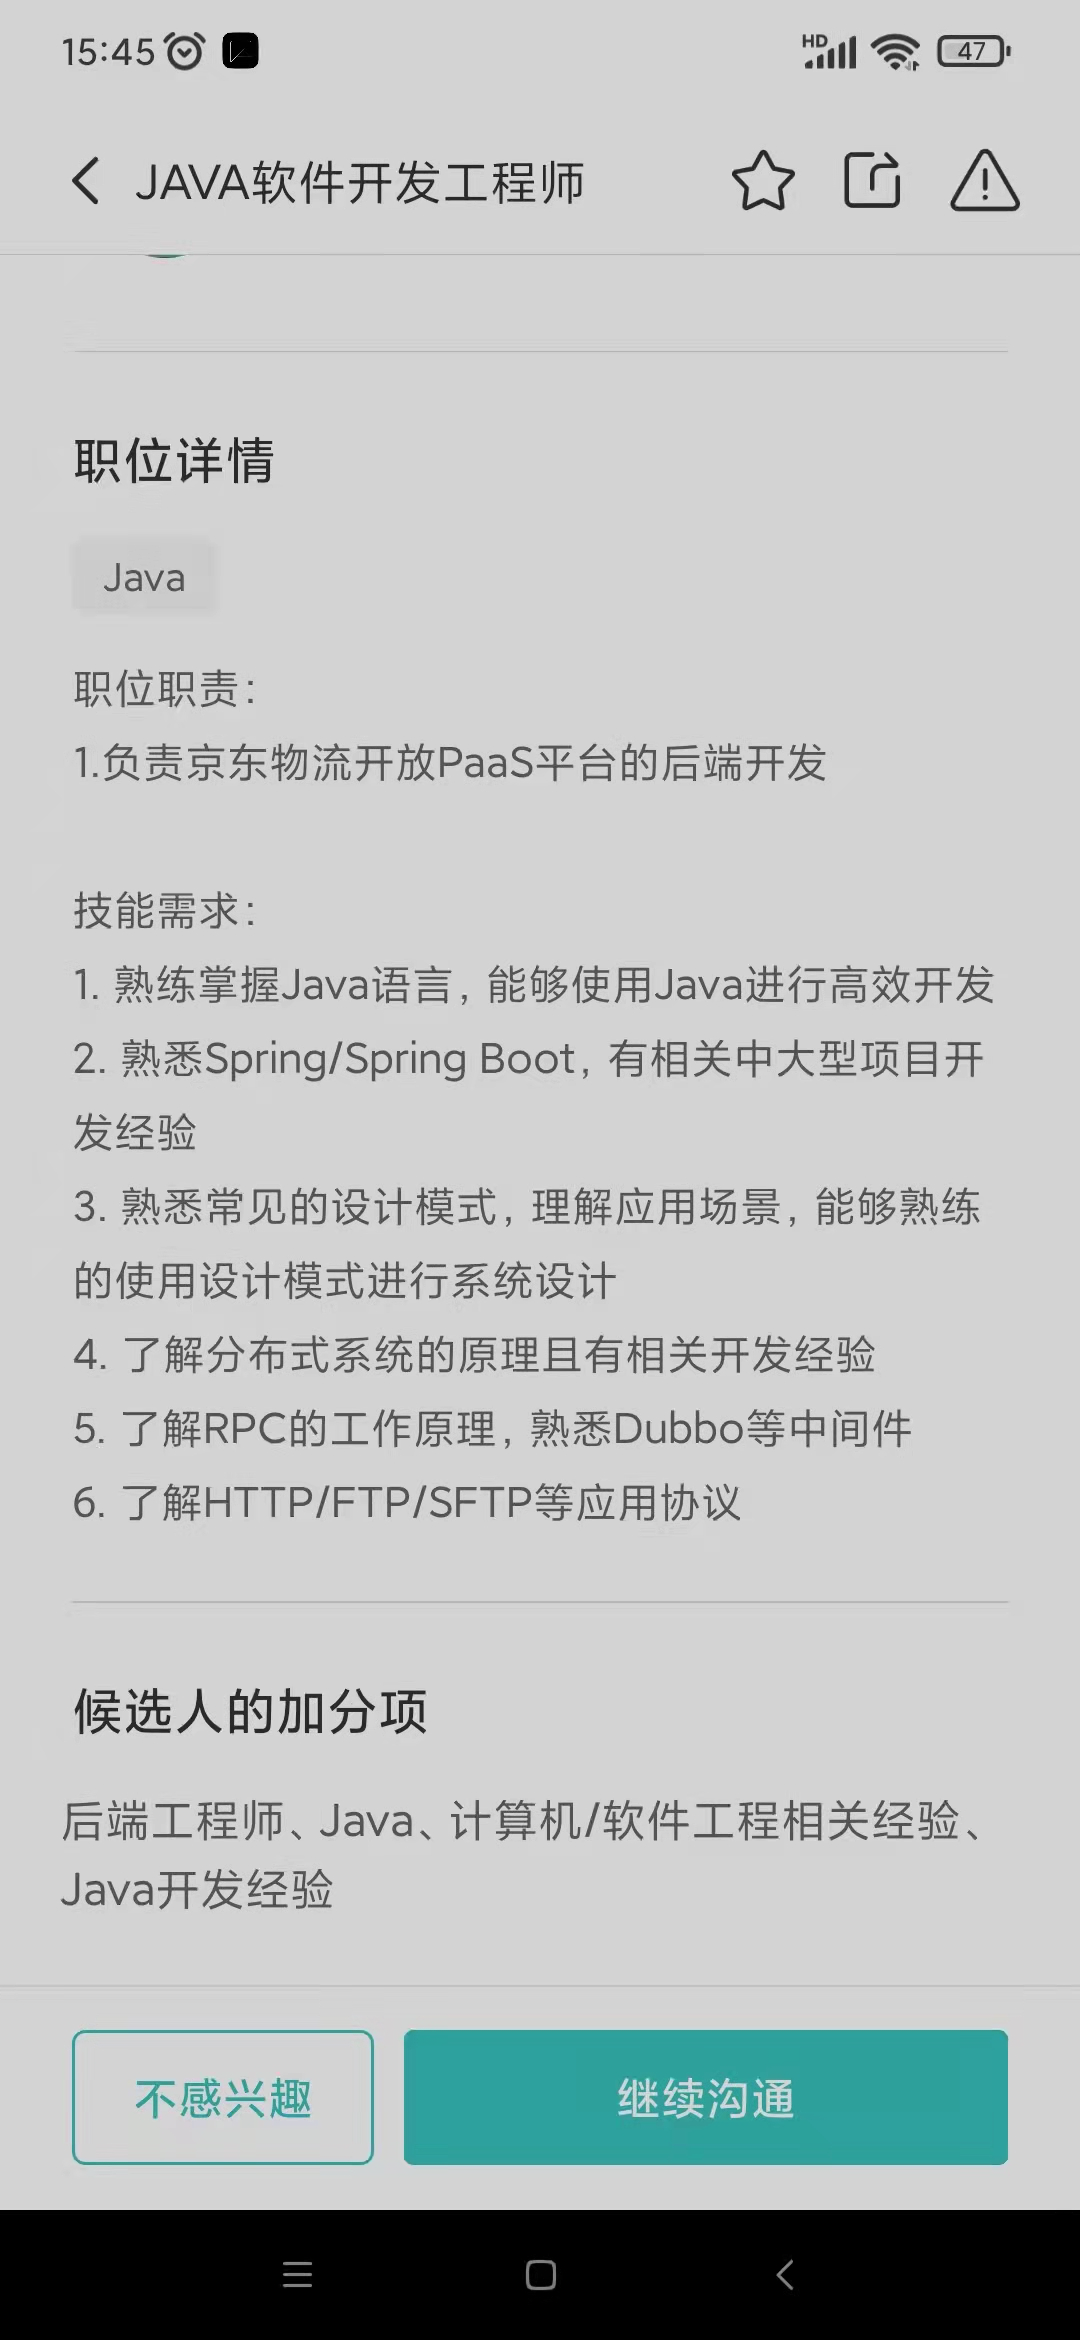 15:45
HD
47
JAVA软件开发工程师
职位详情
Java
职位职责：
1.负责京东物流开放PaaS平台的后端开发
技能需求：
1. 熟练掌握Java语言，能够使用Java进行高效开发
2. 熟悉Spring/Spring Boot，有相关中大型项目开
发经验
3. 熟悉常见的设计模式，理解应用场景，能够熟练
的使用设计模式进行系统设计
4. 了解分布式系统的原理且有相关开发经验
5. 了解RPC的工作原理，熟悉Dubbo等中间件
6. 了解HTTP/FTP/SFTP等应用协议
候选人的加分项
后端工程师、Java、计算机/软件工程相关经验、
Java开发经验
不感兴趣
继续沟通